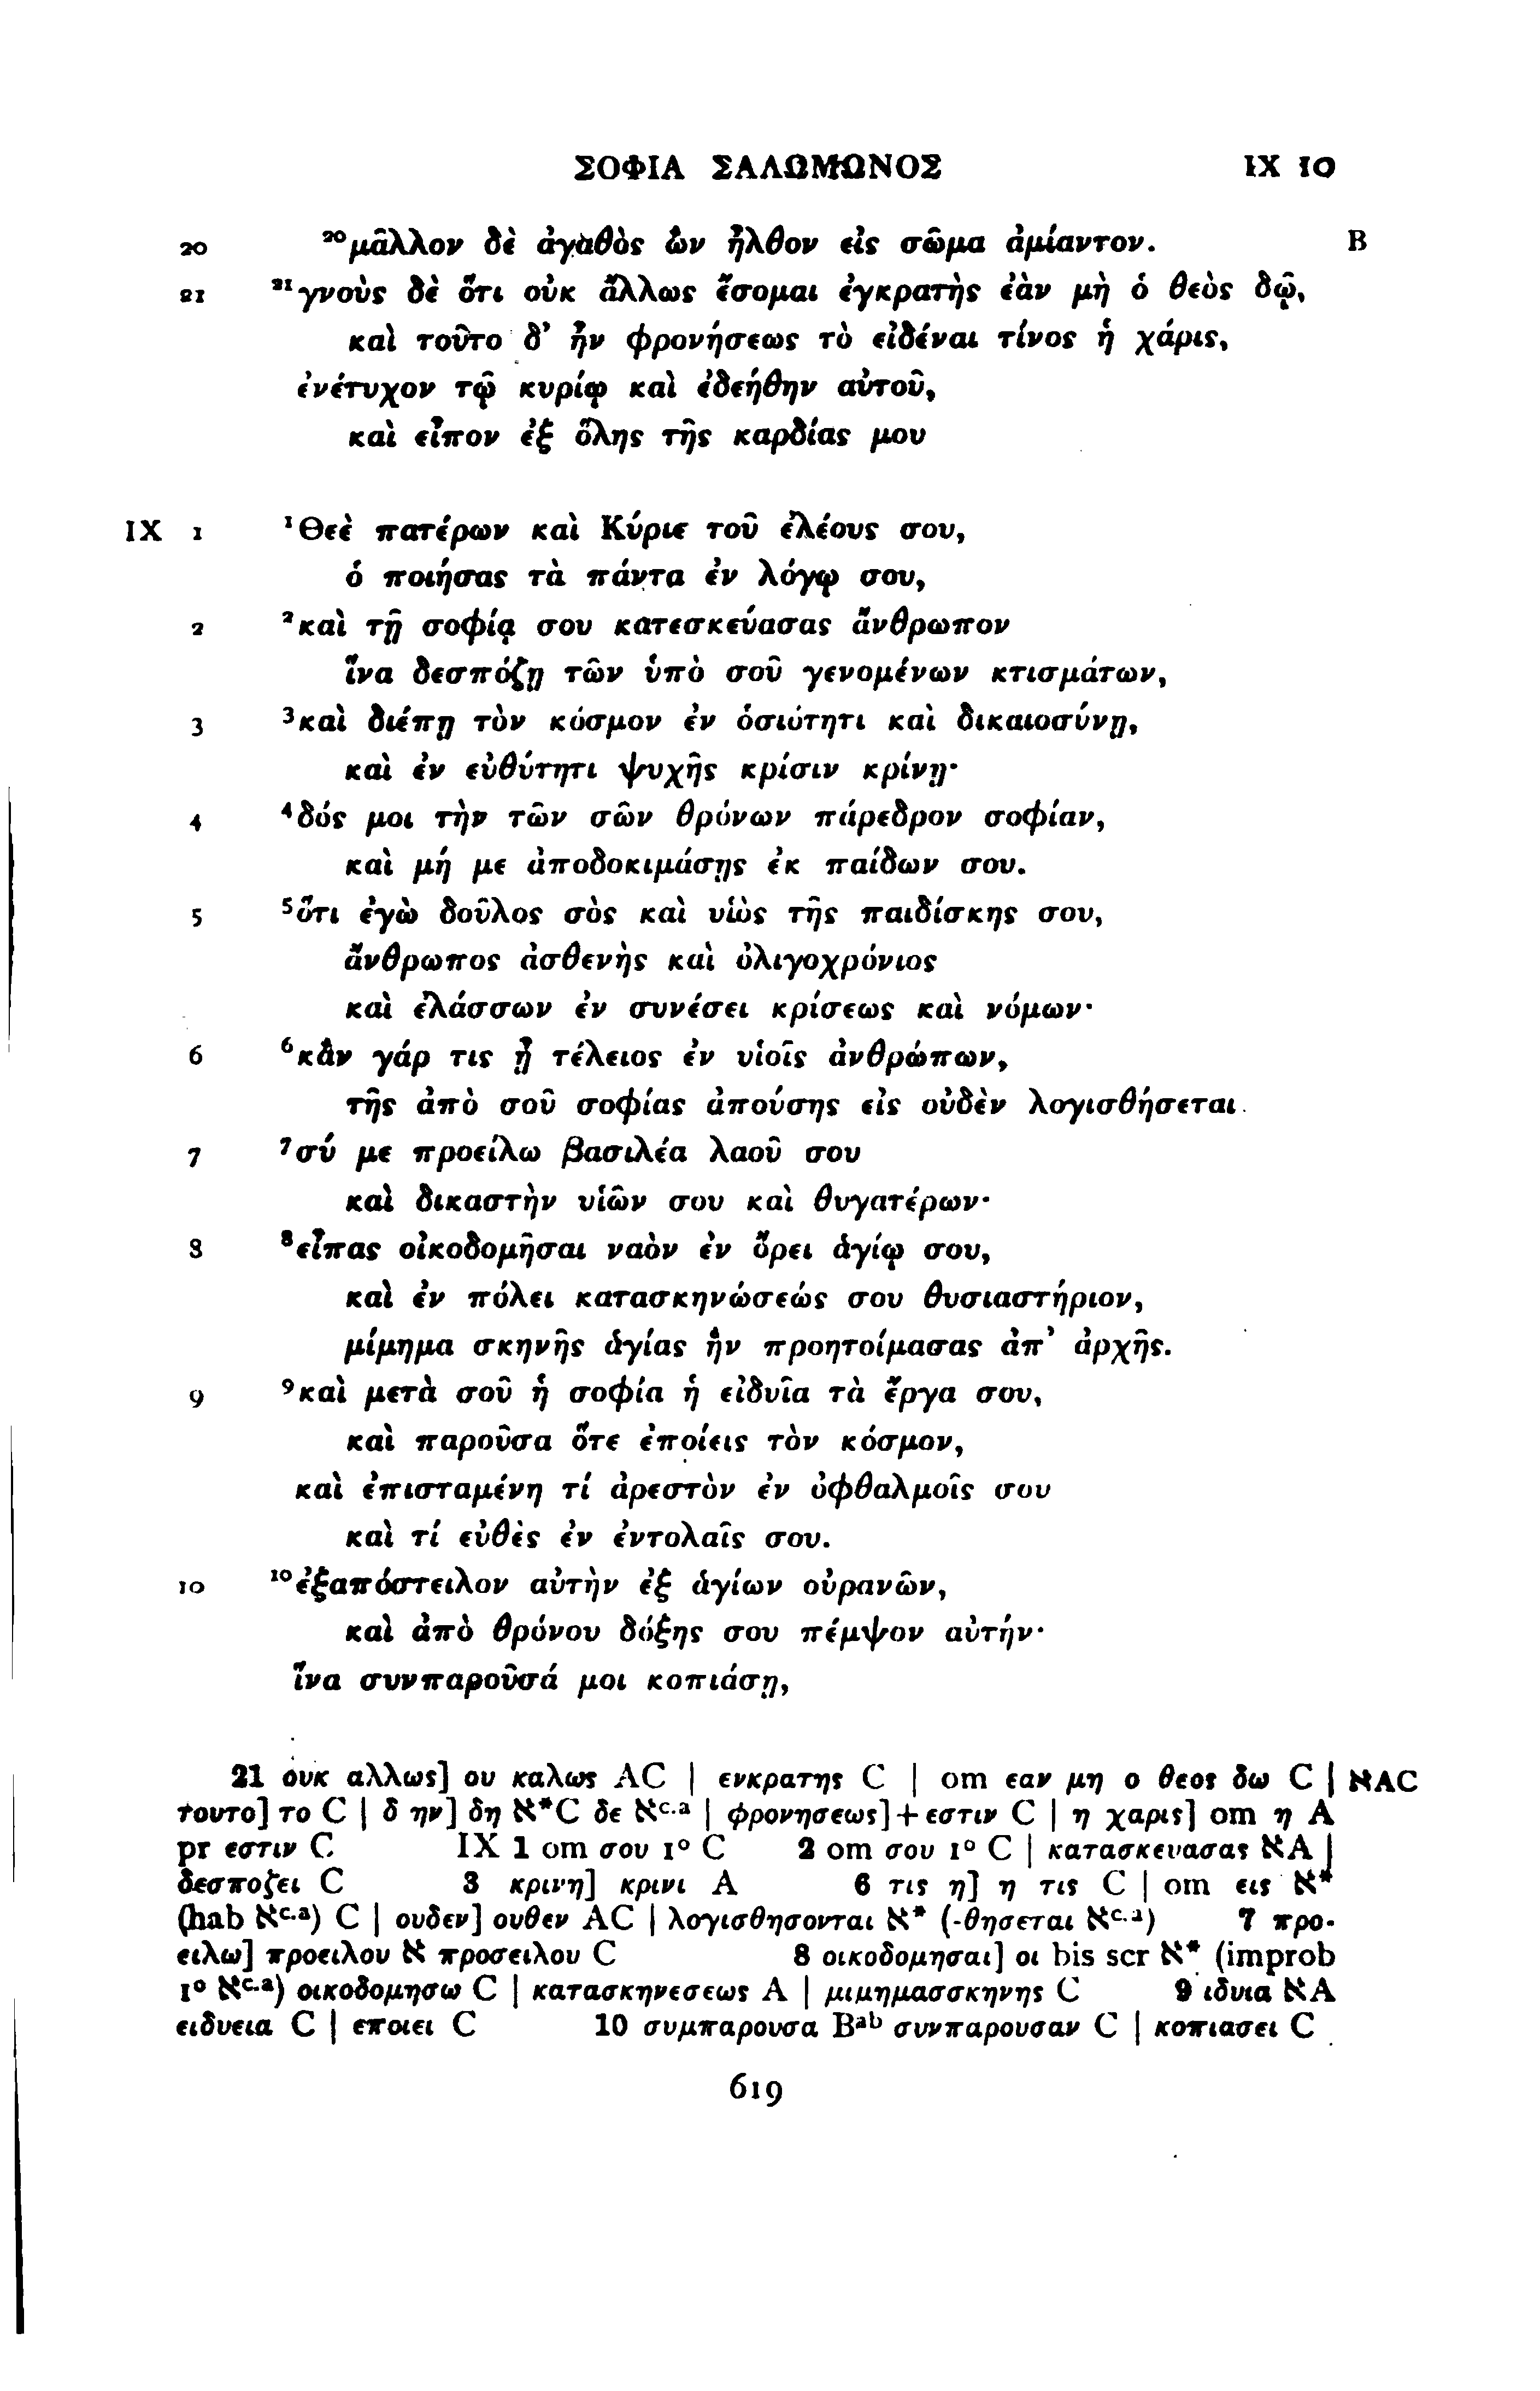 ΣΟΦΙΑ ΣΑΛΩΜΩΝΟΣ IX 10
20 ²⁰μᾶλλον δὲ ἀγαθὸς ὢν ἦλθον εἰς σῶμα ἀμίαντον. B
21 ²¹γνοὺς δὲ ὅτι οὐκ ἄλλως ἔσομαι ἐγκρατὴς ἐὰν μὴ ὁ θεὸς δῷ,
καὶ τοῦτο δ’ ἦν φρονήσεως τὸ εἰδέναι τίνος ἡ χάρις,
ἐνέτυχον τῷ κυρίῳ καὶ ἐδεήθην αὐτοῦ,
καὶ εἶπον ἐξ ὅλης τῆς καρδίας μου
IX 1 ¹Θεὲ πατέρων καὶ Κύριε τοῦ ἐλέους σου,
ὁ ποιήσας τὰ πάντα ἐν λόγῳ σου,
2 ²καὶ τῇ σοφίᾳ σου κατεσκεύασας ἄνθρωπον
ἵνα δεσπόζῃ τῶν ὑπὸ σοῦ γενομένων κτισμάτων,
3 ³καὶ διέπῃ τὸν κόσμον ἐν ὁσιότητι καὶ δικαιοσύνῃ,
καὶ ἐν εὐθύτητι ψυχῆς κρίσιν κρίνῃ·
4 ⁴δός μοι τὴν τῶν σῶν θρόνων πάρεδρον σοφίαν,
καὶ μή με ἀποδοκιμάσῃς ἐκ παίδων σου.
5 ⁵ὅτι ἐγὼ δοῦλος σὸς καὶ υἱὸς τῆς παιδίσκης σου,
ἄνθρωπος ἀσθενὴς καὶ ὀλιγοχρόνιος
καὶ ἐλάσσων ἐν συνέσει κρίσεως καὶ νόμων·
6 ⁶κἂν γάρ τις ᾖ τέλειος ἐν υἱοῖς ἀνθρώπων,
τῆς ἀπὸ σοῦ σοφίας ἀπούσης εἰς οὐδὲν λογισθήσεται.
7 ⁷σύ με προείλω βασιλέα λαοῦ σου
καὶ δικαστὴν υἱῶν σου καὶ θυγατέρων·
8 ⁸εἶπας οἰκοδομῆσαι ναὸν ἐν ὄρει ἁγίῳ σου,
καὶ ἐν πόλει κατασκηνώσεώς σου θυσιαστήριον,
μίμημα σκηνῆς ἁγίας ἣν προητοίμασας ἀπ’ ἀρχῆς.
9 ⁹καὶ μετὰ σοῦ ἡ σοφία ἡ εἰδυῖα τὰ ἔργα σου,
καὶ παροῦσα ὅτε ἐποίεις τὸν κόσμον,
καὶ ἐπισταμένη τί ἀρεστὸν ἐν ὀφθαλμοῖς σου
καὶ τί εὐθὲς ἐν ἐντολαῖς σου.
10 ¹⁰ἐξαπόστειλον αὐτὴν ἐξ ἁγίων οὐρανῶν,
καὶ ἀπὸ θρόνου δόξης σου πέμψον αὐτήν·
ἵνα συνπαροῦσά μοι κοπιάσῃ,
21 ουκ αλλως] ου καλως AC | ενκρατης C | om εαν μη ο θεος δω C | ℵAC
τουτο] το C | δ ην] δη ℵ*C δε ℵᶜ·ᵃ | φρονησεως]+εστιν C | η χαρις] om η A
pr εστιν C IX 1 om σου 1° C 2 om σου 1° C | κατασκευασας ℵA |
δεσποζει C 3 κρινη] κρινι A 6 τις η] η τις C | om εις ℵ*
(hab ℵᶜ·ᵃ) C | ουδεν] ουθεν AC | λογισθησονται ℵ* (-θησεται ℵᶜ·ᵃ) 7 προ-
ειλω] προειλου ℵ προσειλου C 8 οικοδομησαι] οι bis scr ℵ* (improb
1° ℵᶜ·ᵃ) οικοδομησω C | κατασκηνεσεως A | μιμημασσκηνης C 9 ιδυια ℵA
ειδυεια C | εποιει C 10 συμπαρουσα Bᵃᵇ συνπαρουσαν C | κοπιασει C
619